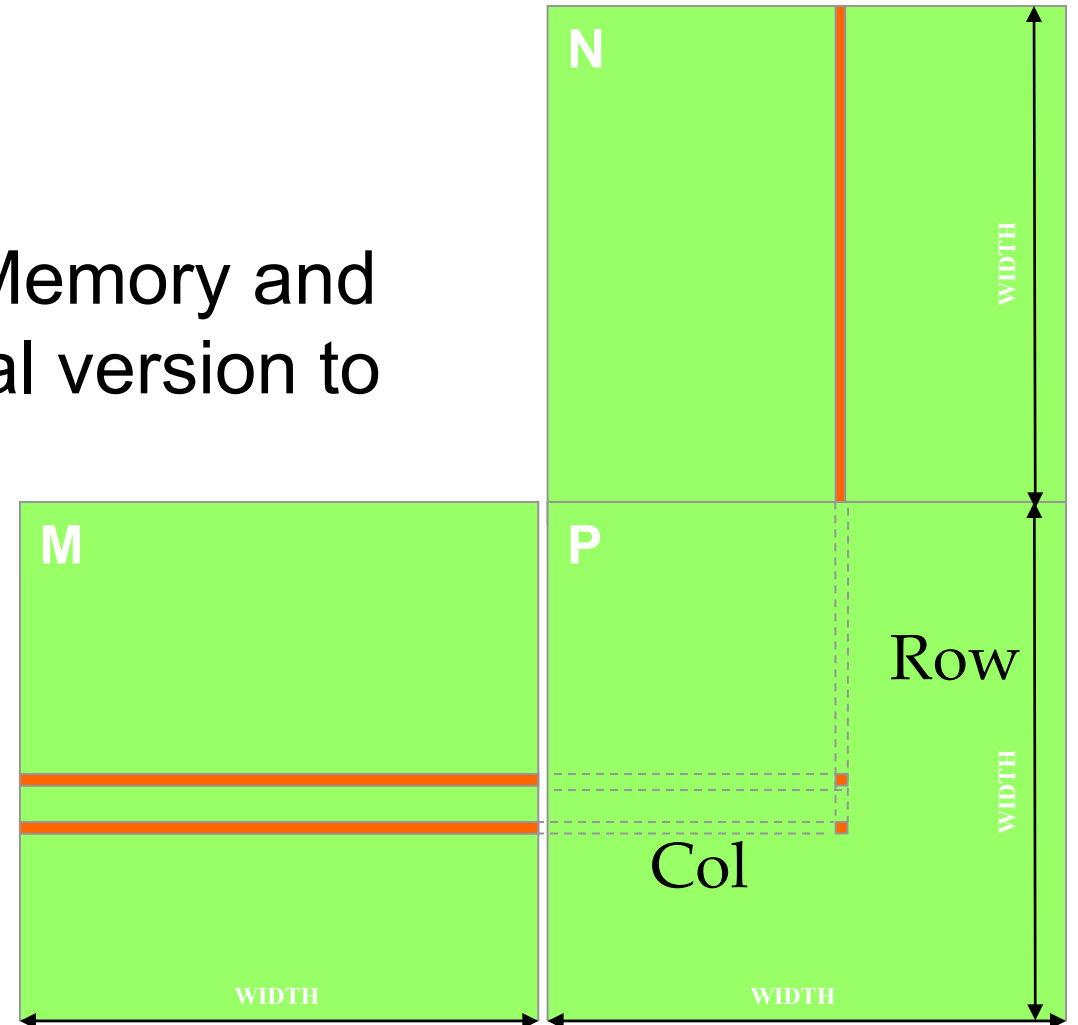 N
WIDTH
Memory and
al version to
M
P
Row
WIDTH
Col
WIDTH
WIDTH